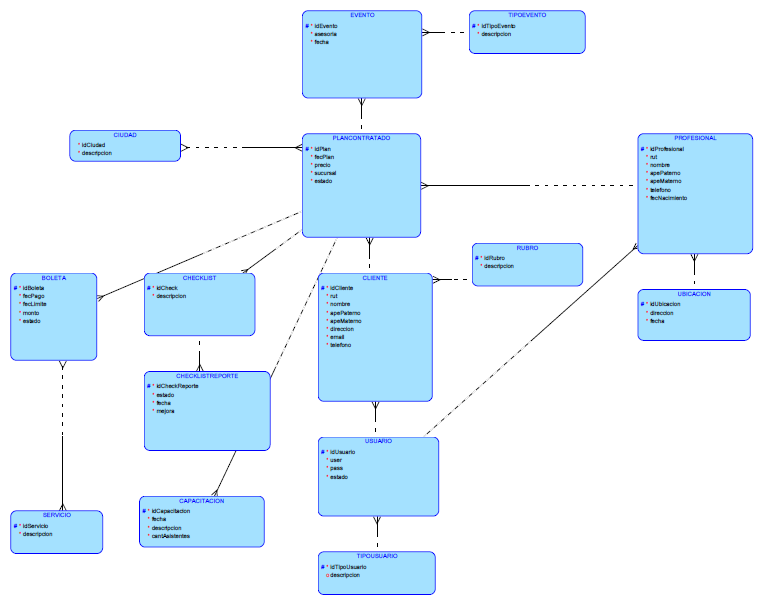 EVENTO
# * idEvento
* asesoria
* fecha
TIPOEVENTO
# * idTipoEvento
* descripcion
CIUDAD
* idCiudad
* descripcion
PLANCONTRATADO
# * idPlan
* fecPlan
* precio
* sucursal
* estado
PROFESIONAL
# * idProfesional
* rut
* nombre
* apePaterno
* apeMaterno
* telefono
* fecNacimiento
RUBRO
# * idRubro
* descripcion
BOLETA
# * idBoleta
* fecPago
* fecLimite
* monto
* estado
CHECKLIST
# * idCheck
* descripcion
CLIENTE
# * idCliente
* rut
* nombre
* apePaterno
* apeMaterno
* direccion
* email
* telefono
UBICACION
# * idUbicacion
* direccion
* fecha
CHECKLISTREPORTE
# * idCheckReporte
* estado
* fecha
* mejora
USUARIO
# * idUsuario
* user
* pass
* estado
CAPACITACION
# * idCapacitacion
* fecha
* descripcion
* cantAsistentes
SERVICIO
# * idServicio
* descripcion
TIPOUSUARIO
# * idTipoUsuario
o descripcion